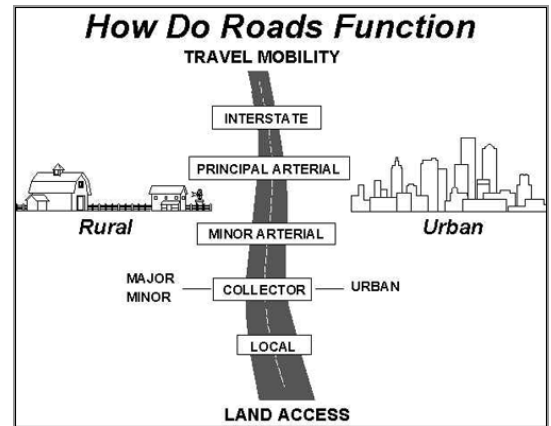 How Do Roads Function
TRAVEL MOBILITY
INTERSTATE
PRINCIPAL ARTERIAL
Rural
Urban
MINOR ARTERIAL
MAJOR
MINOR
COLLECTOR
URBAN
LOCAL
LAND ACCESS